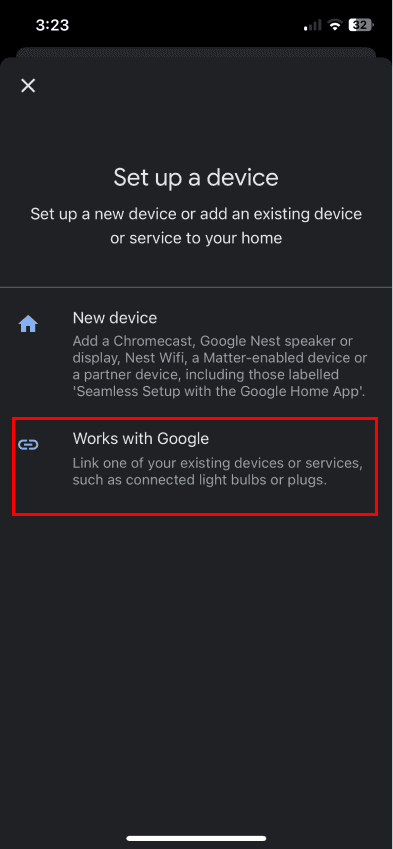 3:23
32
Set up a device
Set up a new device or add an existing device
or service to your home
New device
Add a Chromecast, Google Nest speaker or
display, Nest Wifi, a Matter-enabled device or
a partner device, including those labelled
'Seamless Setup with the Google Home App'.
Works with Google
Link one of your existing devices or services,
such as connected light bulbs or plugs.